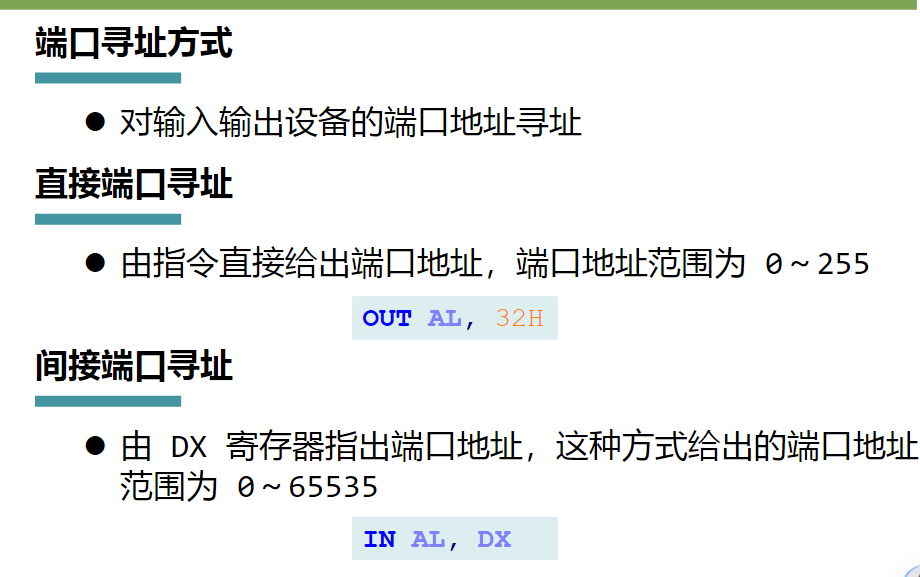 端口寻址方式
● 对输入输出设备的端口地址寻址
直接端口寻址
● 由指令直接给出端口地址，端口地址范围为 0～255
OUT AL, 32H
间接端口寻址
● 由 DX 寄存器指出端口地址，这种方式给出的端口地址
范围为 0～65535
IN AL, DX